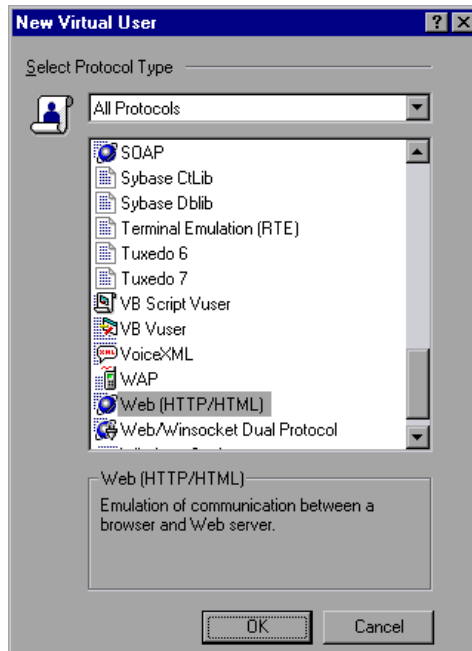 New Virtual User
Select Protocol Type
All Protocols
SOAP
Sybase CtLib
Sybase Dblib
Terminal Emulation (RTE)
Tuxedo 6
Tuxedo 7
VB Script Vuser
VB Vuser
VoiceXML
WAP
Web (HTTP/HTML)
Web/Winsocket Dual Protocol
Web (HTTP/HTML)
Emulation of communication between a
browser and Web server.
OK Cancel